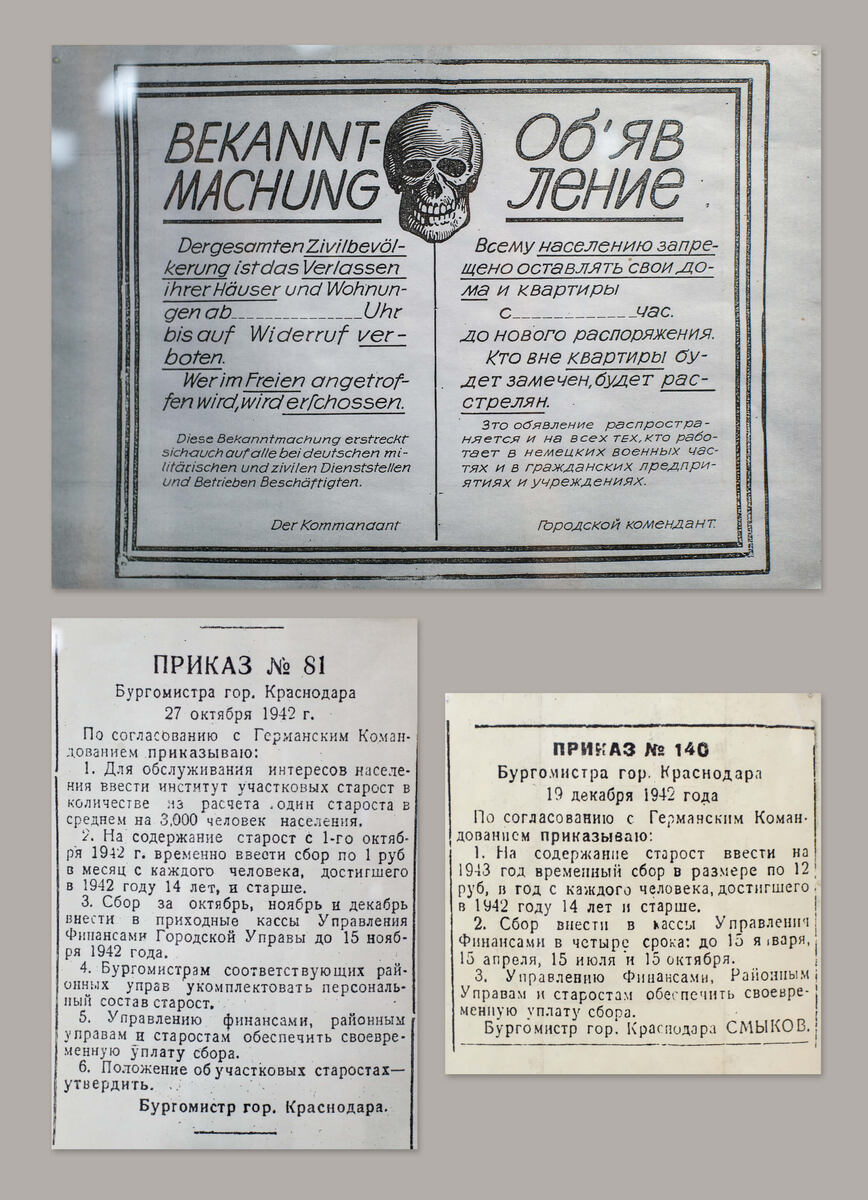 BEKANNT-
MACHUNG
Der gesamten Zivilbevöl-
kerung ist das Verlassen
ihrer Häuser und Wohnun-
gen ab______________Uhr
bis auf Widerruf ver-
boten.
Wer im Freien angetrof-
fen wird, wird erſchossen.
Diese Bekanntmachung erstreckt
sich auch auf alle bei deutschen mi-
litärischen und zivilen Dienststellen
und Betrieben Beschäftigten.
Der Kommandant
Об'яв
ление
Всему населению запре-
щено оставлять свои до-
ма и квартиры
с____________час.
до нового распоряжения.
Кто вне квартиры бу-
дет замечен, будет рас-
стрелян.
Это обявление распростра-
няется и на всех тех, кто рабо-
тает в немецких военных час-
тях и в гражданских предпри-
ятиях и учреждениях.
Городской комендант.
ПРИКАЗ № 81
Бургомистра гор. Краснодара
27 октября 1942 г.
По согласованию с Германским Коман-
дованием приказываю:
1. Для обслуживания интересов населе-
ния ввести институт участковых старост в
количестве из расчета один староста в
среднем на 3,000 человек населения.
2. На содержание старост с 1-го октяб-
ря 1942 г. временно ввести сбор по 1 руб
в месяц с каждого человека, достигшего
в 1942 году 14 лет, и старше.
3. Сбор за октябрь, ноябрь и декабрь
внести в приходные кассы Управления
Финансами Городской Управы до 15 нояб-
ря 1942 года.
4. Бургомистрам соответствующих рай-
онных управ укомплектовать персональ-
ный состав старост.
5. Управлению финансами, районным
управам и старостам обеспечить своевре-
менную уплату сбора.
6. Положение об участковых старостах—
утвердить.
Бургомистр гор. Краснодара.
ПРИКАЗ № 140
Бургомистра гор. Краснодара
19 декабря 1942 года
По согласованию с Германским Коман-
дованием приказываю:
1. На содержание старост ввести на
1943 год временный сбор в размере по 12
руб, в год с каждого человека, достигшего
в 1942 году 14 лет и старше.
2. Сбор внести в кассы Управления
Финансами в четыре срока: до 15 января,
15 апреля, 15 июля и 15 октября.
3. Управлению Финансами, Районным
Управам и старостам обеспечить своевре-
менную уплату сбора.
Бургомистр гор. Краснодара СМЫКОВ.